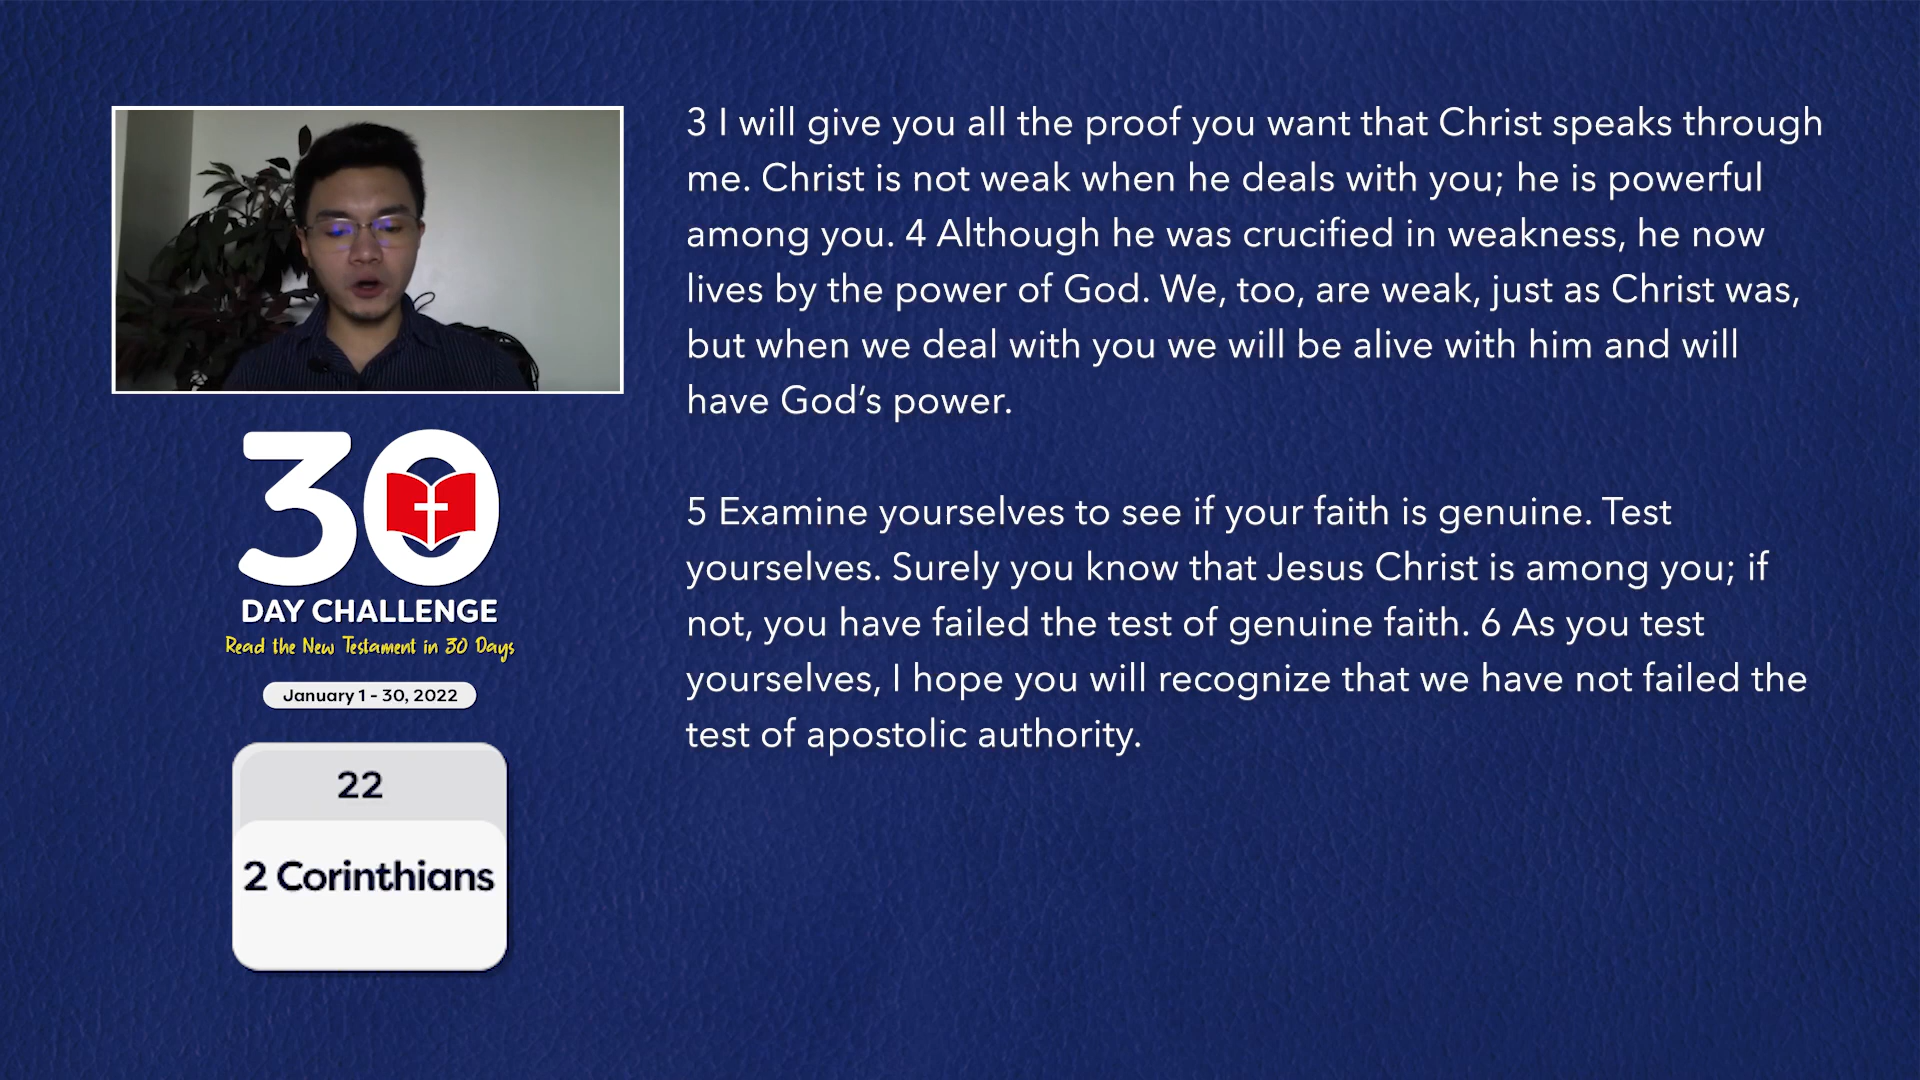 3 I will give you all the proof you want that Christ speaks through
me. Christ is not weak when he deals with you; he is powerful
among you. 4 Although he was crucified in weakness, he now
lives by the power of God. We, too, are weak, just as Christ was,
but when we deal with you we will be alive with him and will
have God’s power.
5 Examine yourselves to see if your faith is genuine. Test
yourselves. Surely you know that Jesus Christ is among you; if
not, you have failed the test of genuine faith. 6 As you test
yourselves, I hope you will recognize that we have not failed the
test of apostolic authority.
30
DAY CHALLENGE
Read the New Testament in 30 Days
January 1 - 30, 2022
22
2 Corinthians